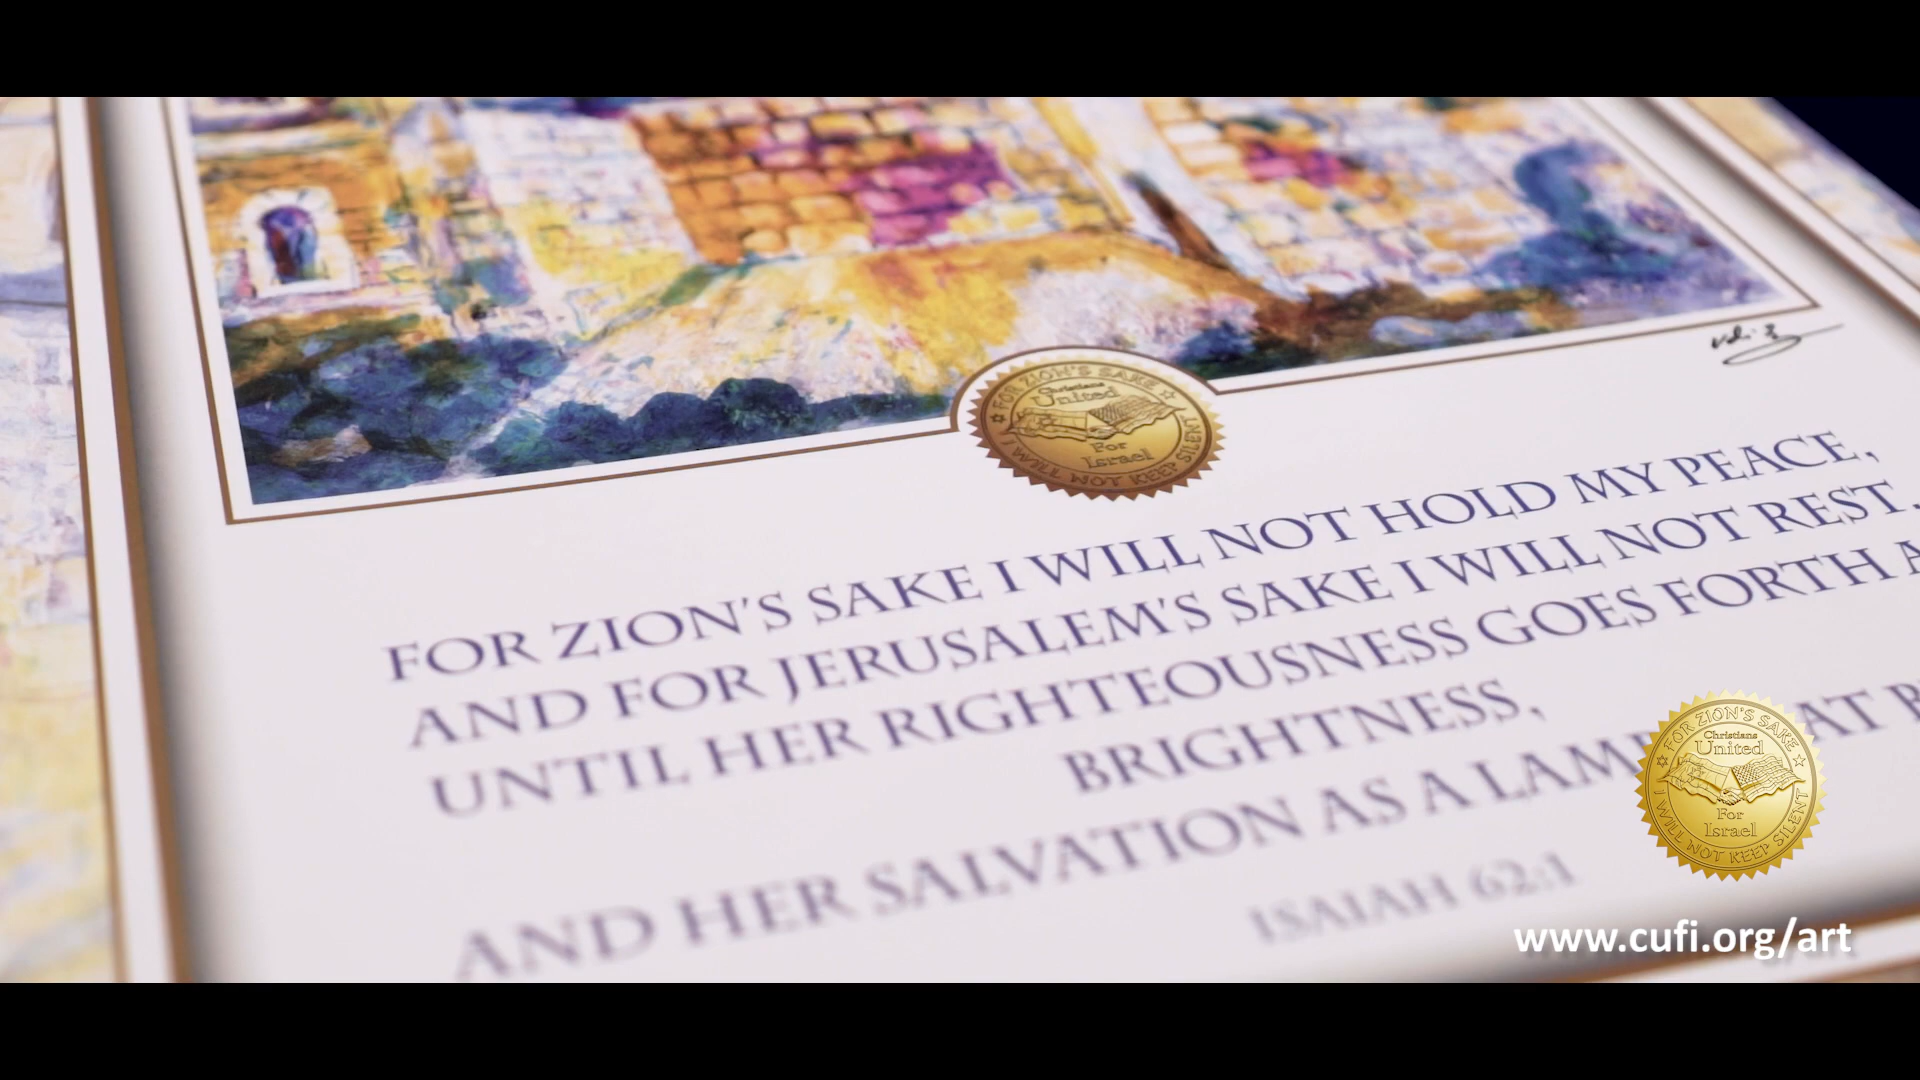 FOR ZION'S SAKE
Christians
United
For
Israel
I WILL NOT KEEP SILENT
FOR ZION'S SAKE I WILL NOT HOLD MY PEACE,
AND FOR JERUSALEM'S SAKE I WILL NOT REST,
UNTIL HER RIGHTEOUSNESS GOES FORTH A
BRIGHTNESS,
AND HER SALVATION AS A LAMP
ISAIAH 62:1
FOR ZION'S SAKE
Christians
United
For
Israel
I WILL NOT KEEP SILENT
www.cufi.org/art